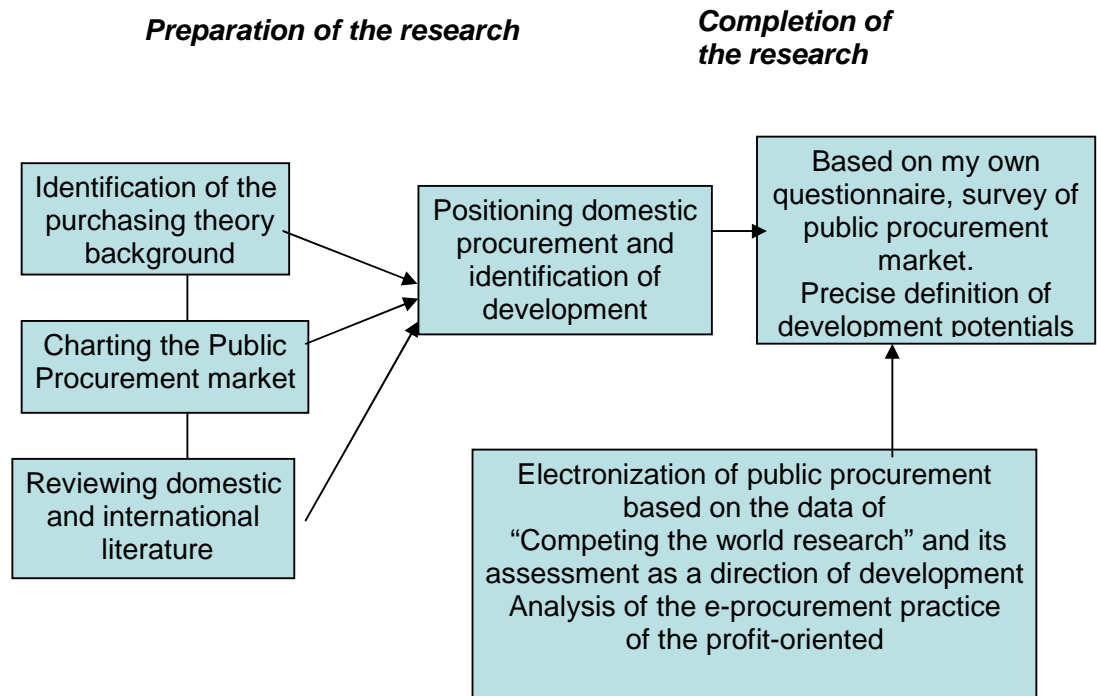 Preparation of the research
Completion of
the research
Identification of the
purchasing theory
background
Charting the Public
Procurement market
Reviewing domestic
and international
literature
Positioning domestic
procurement and
identification of
development
Based on my own
questionnaire, survey of
public procurement
market.
Precise definition of
development potentials
Electronization of public procurement
based on the data of
“Competing the world research” and its
assessment as a direction of development
Analysis of the e-procurement practice
of the profit-oriented